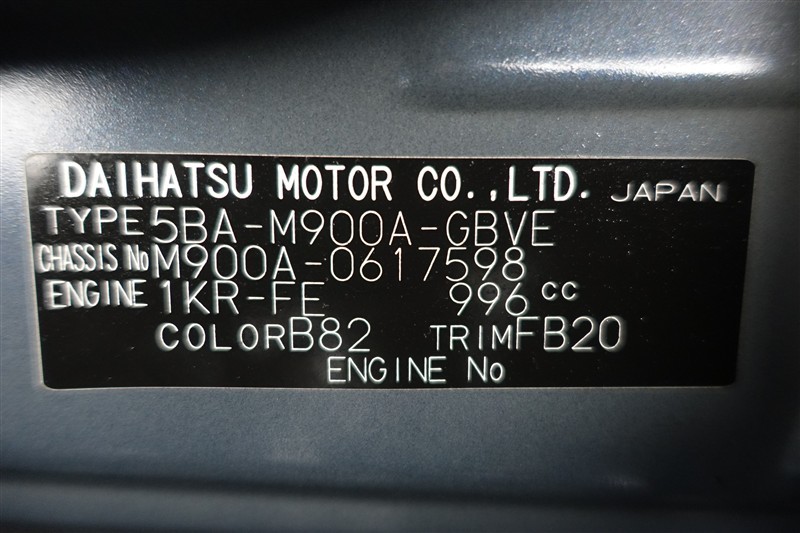 DAIHATSU MOTOR CO.,LTD. JAPAN
TYPE 5BA-M900A-GBVE
CHASSIS No M900A-0617598
ENGINE 1KR-FE 996 cc
COLOR B82 TRIM FB20
ENGINE No